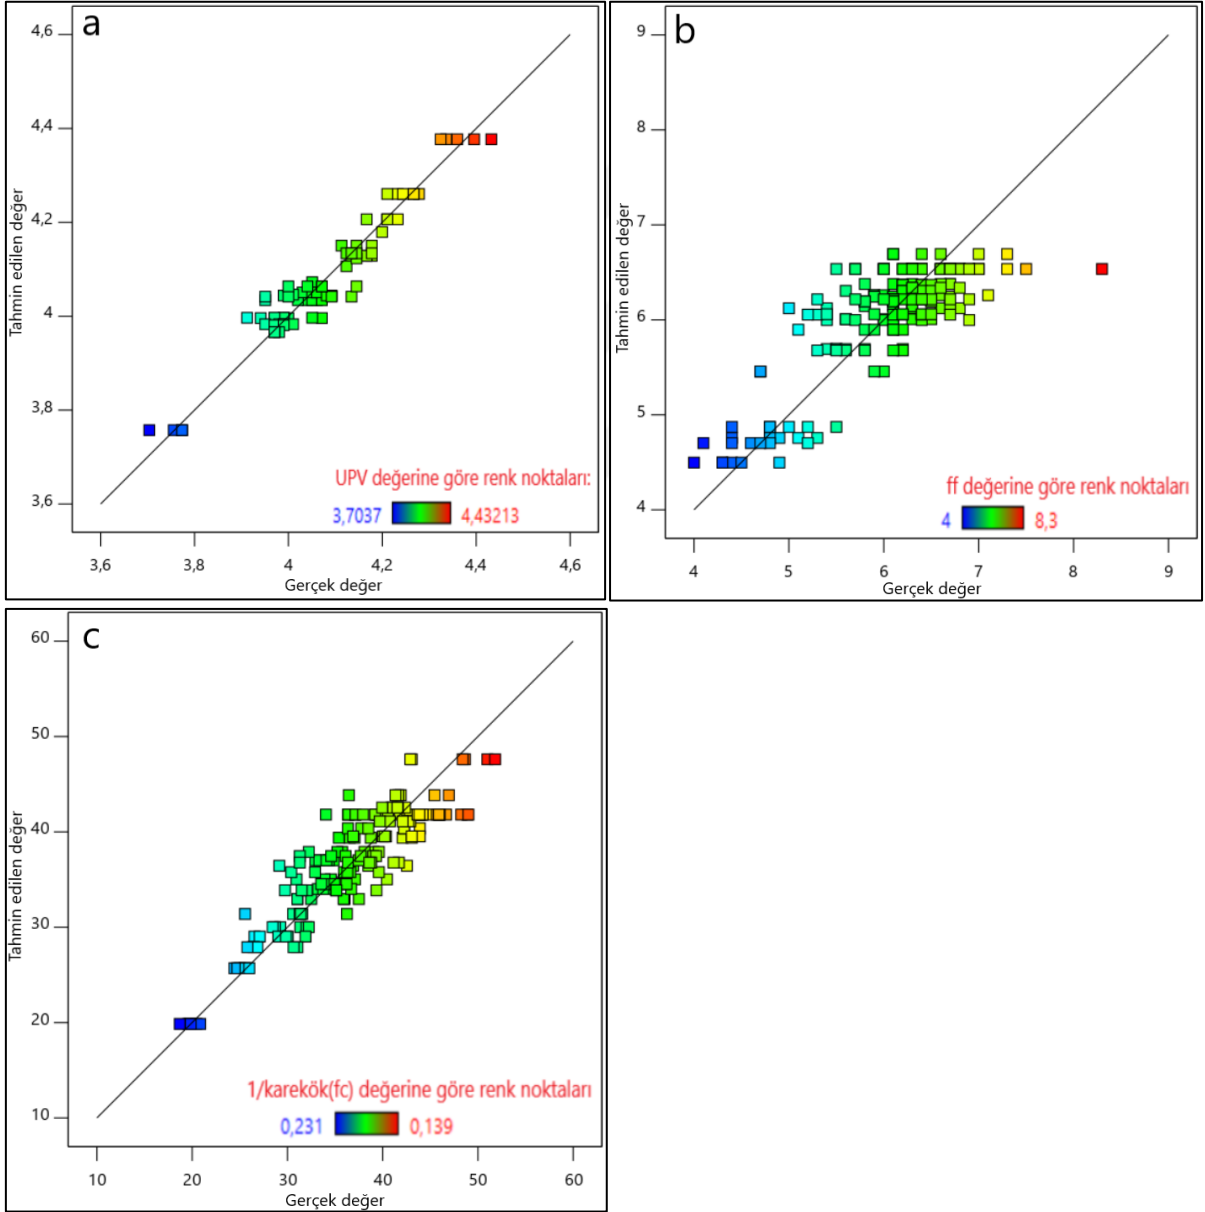 a
4,6
4,4
4,2
4
3,8
3,6
Tahmin edilen değer
UPV değerine göre renk noktaları:
3,7037 4,43213
3,6 3,8 4 4,2 4,4 4,6
Gerçek değer
b
9
8
7
6
5
4
Tahmin edilen değer
ff değerine göre renk noktaları
4 8,3
4 5 6 7 8 9
Gerçek değer
c
60
50
40
30
20
10
Tahmin edilen değer
1/karekök(fc) değerine göre renk noktaları
0,231 0,139
10 20 30 40 50 60
Gerçek değer